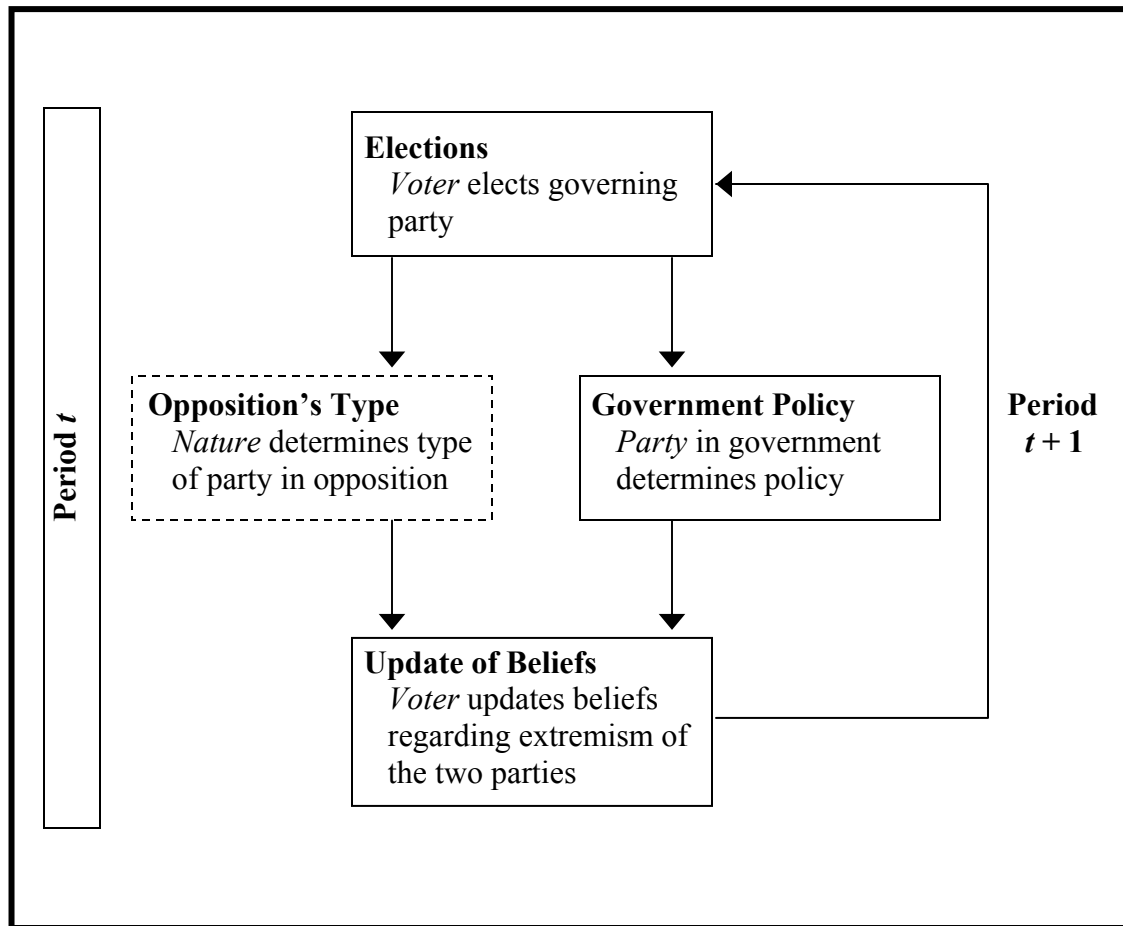 Elections
Voter elects governing
party
Period t
Opposition’s Type
Nature determines type
of party in opposition
Government Policy
Party in government
determines policy
Period
t + 1
Update of Beliefs
Voter updates beliefs
regarding extremism of
the two parties